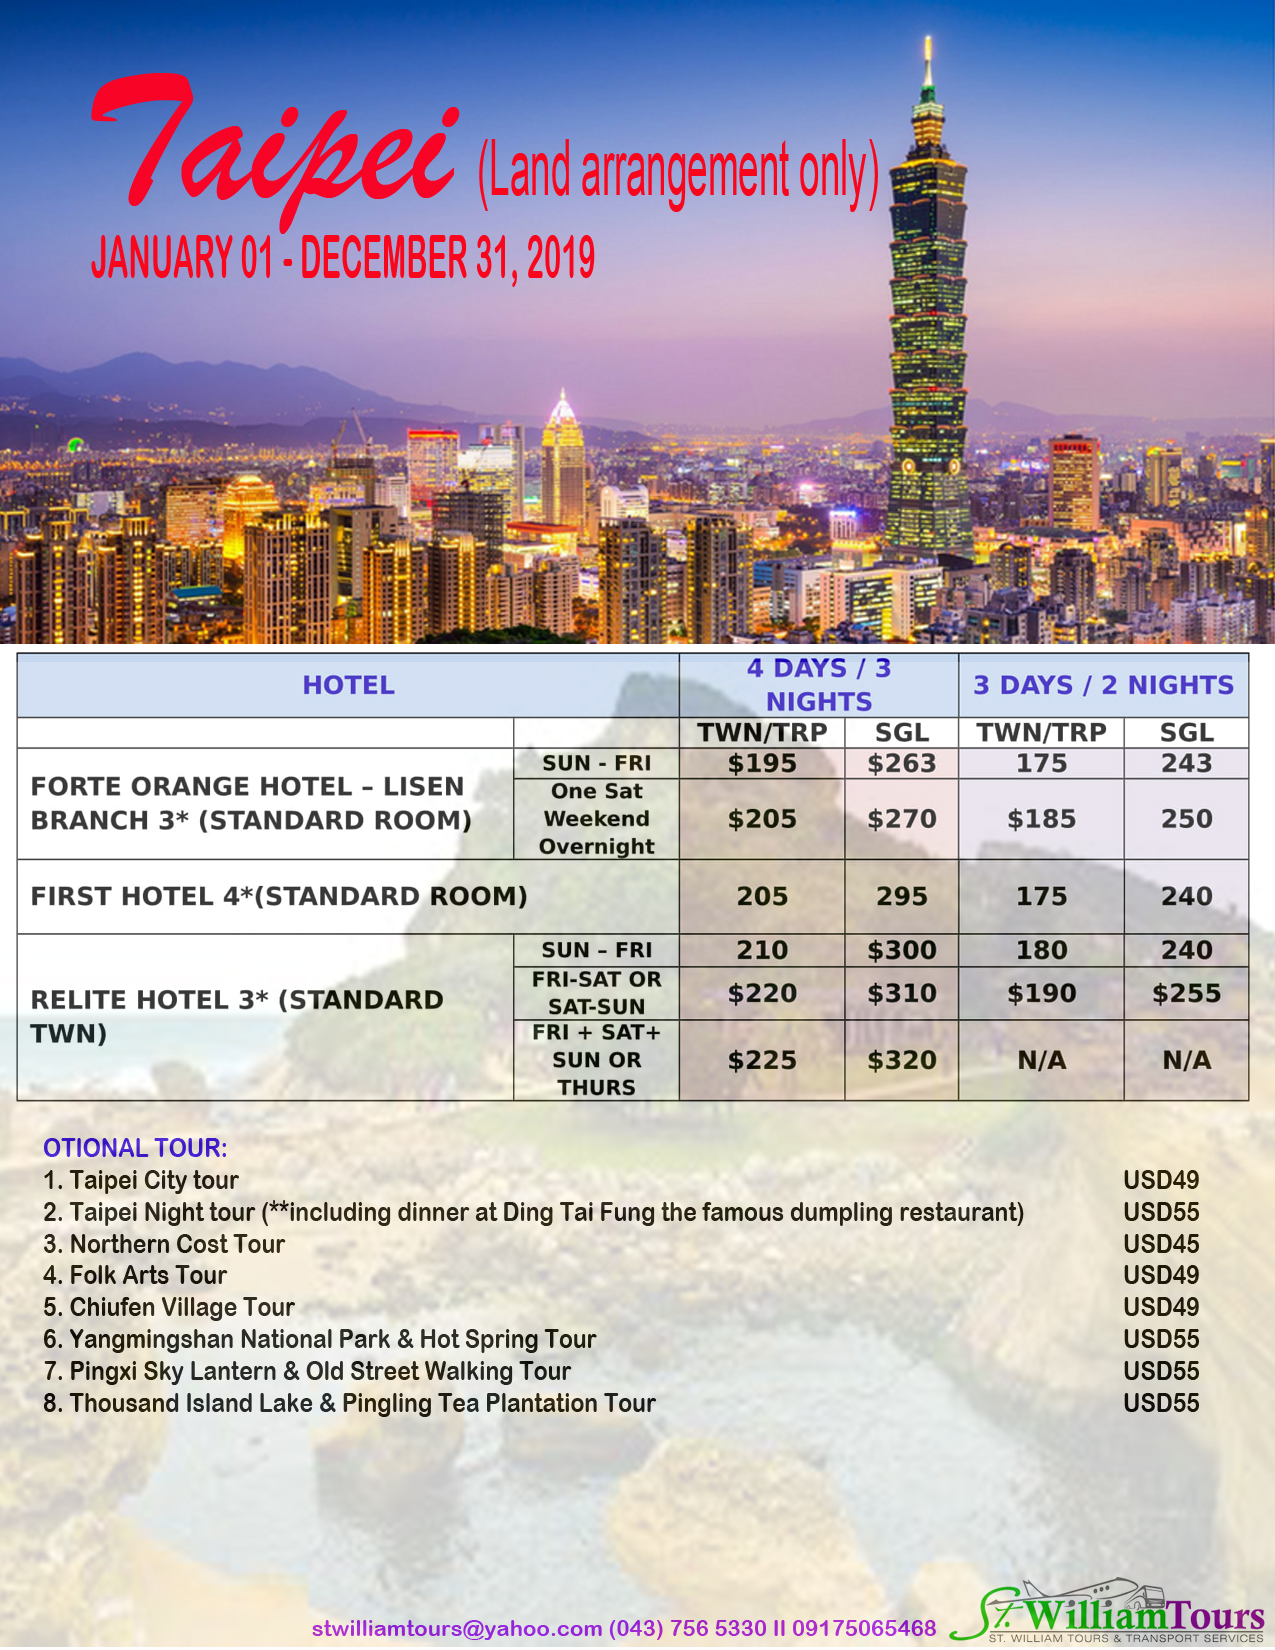 Taipei (Land arrangement only)
JANUARY 01 - DECEMBER 31, 2019
HOTEL
4 DAYS / 3
NIGHTS
3 DAYS / 2 NIGHTS
TWN/TRP SGL TWN/TRP SGL
FORTE ORANGE HOTEL – LISEN
BRANCH 3* (STANDARD ROOM)
SUN - FRI $195 $263 175 243
One Sat
Weekend
Overnight
$205 $270 $185 250
FIRST HOTEL 4*(STANDARD ROOM) 205 295 175 240
RELITE HOTEL 3* (STANDARD
TWN)
SUN – FRI 210 $300 180 240
FRI-SAT OR
SAT-SUN
$220 $310 $190 $255
FRI + SAT+
SUN OR
THURS
$225 $320 N/A N/A
OTIONAL TOUR:
1. Taipei City tour USD49
2. Taipei Night tour (**including dinner at Ding Tai Fung the famous dumpling restaurant) USD55
3. Northern Cost Tour USD45
4. Folk Arts Tour USD49
5. Chiufen Village Tour USD49
6. Yangmingshan National Park & Hot Spring Tour USD55
7. Pingxi Sky Lantern & Old Street Walking Tour USD55
8. Thousand Island Lake & Pingling Tea Plantation Tour USD55
stwilliamtours@yahoo.com (043) 756 5330 II 09175065468
St. WilliamTours
ST. WILLIAM TOURS & TRANSPORT SERVICES